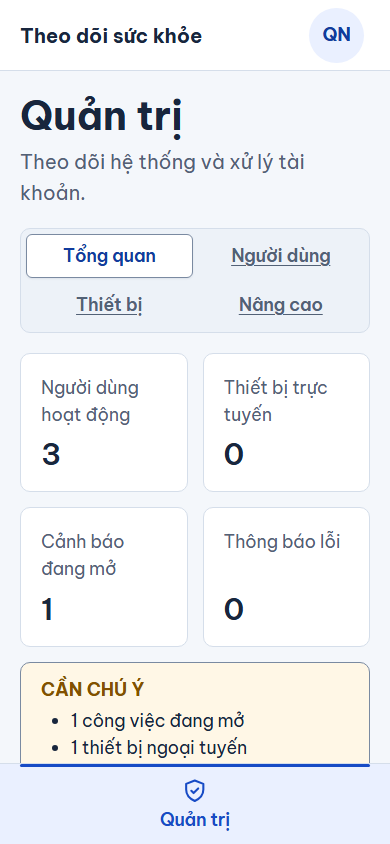 Theo dõi sức khỏe
QN
Quản trị
Theo dõi hệ thống và xử lý tài
khoản.
Tổng quan
Người dùng
Thiết bị
Nâng cao
Người dùng
hoạt động
3
Thiết bị trực
tuyến
0
Cảnh báo
đang mở
1
Thông báo lỗi
0
CẦN CHÚ Ý
• 1 công việc đang mở
• 1 thiết bị ngoại tuyến
Quản trị